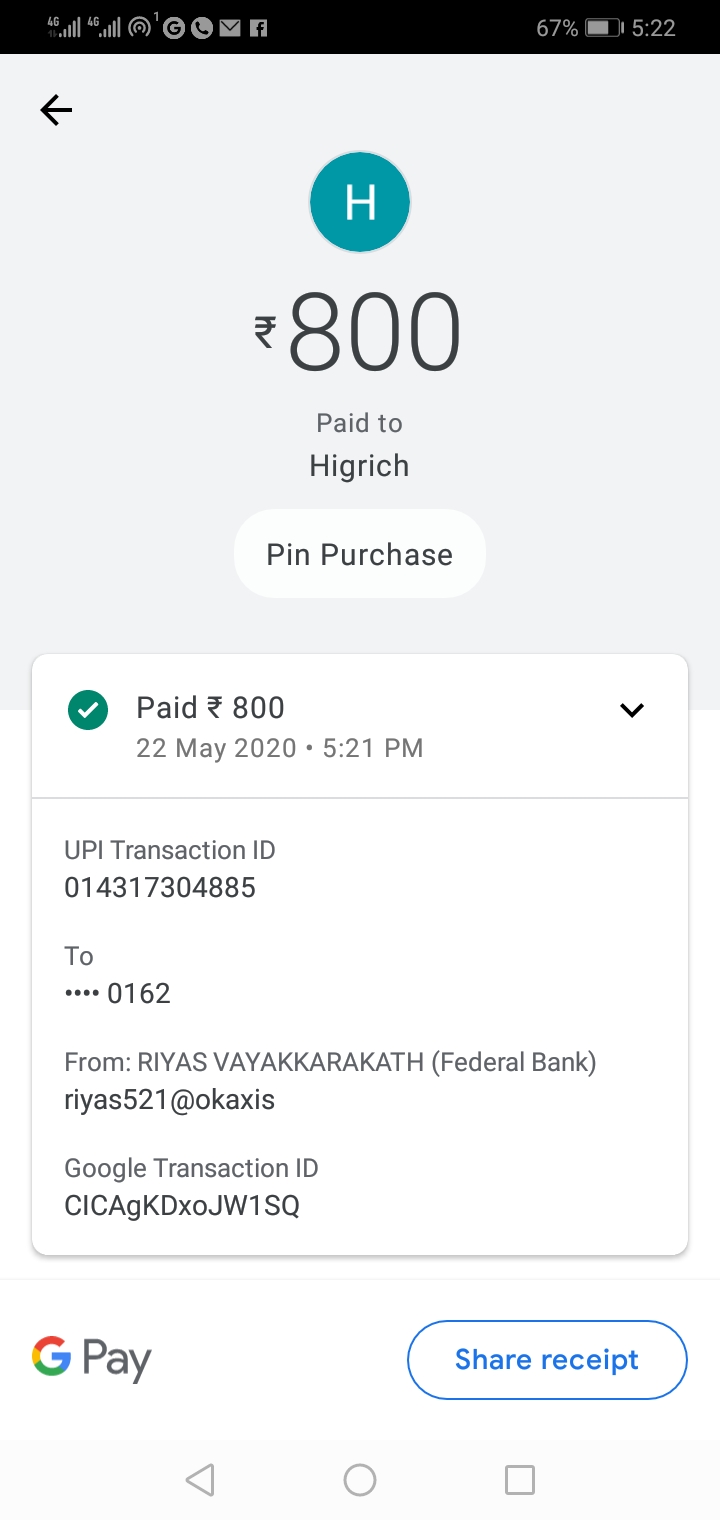 4G 4G 1 67% 5:22
H
₹800
Paid to
Higrich
Pin Purchase
Paid ₹ 800
22 May 2020 • 5:21 PM
UPI Transaction ID
014317304885
To
•••• 0162
From: RIYAS VAYAKKARAKATH (Federal Bank)
riyas521@okaxis
Google Transaction ID
CICAgKDxoJW1SQ
G Pay
Share receipt